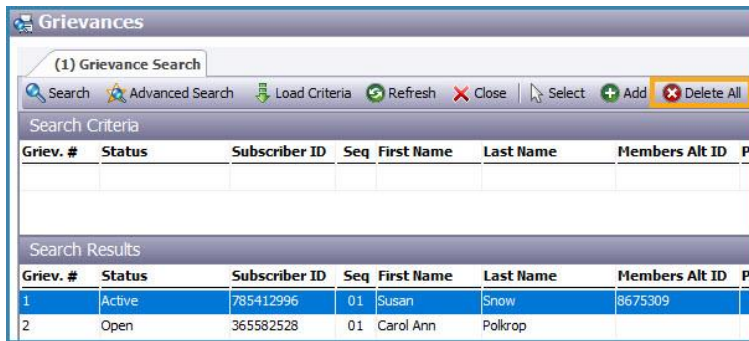 Grievances
(1) Grievance Search
Search Advanced Search Load Criteria Refresh Close Select Add Delete All
Search Criteria
Griev. # Status Subscriber ID Seq First Name Last Name Members Alt ID P
Search Results
Griev. # Status Subscriber ID Seq First Name Last Name Members Alt ID P
1 Active 785412996 01 Susan Snow 8675309
2 Open 365582528 01 Carol Ann Polkrop